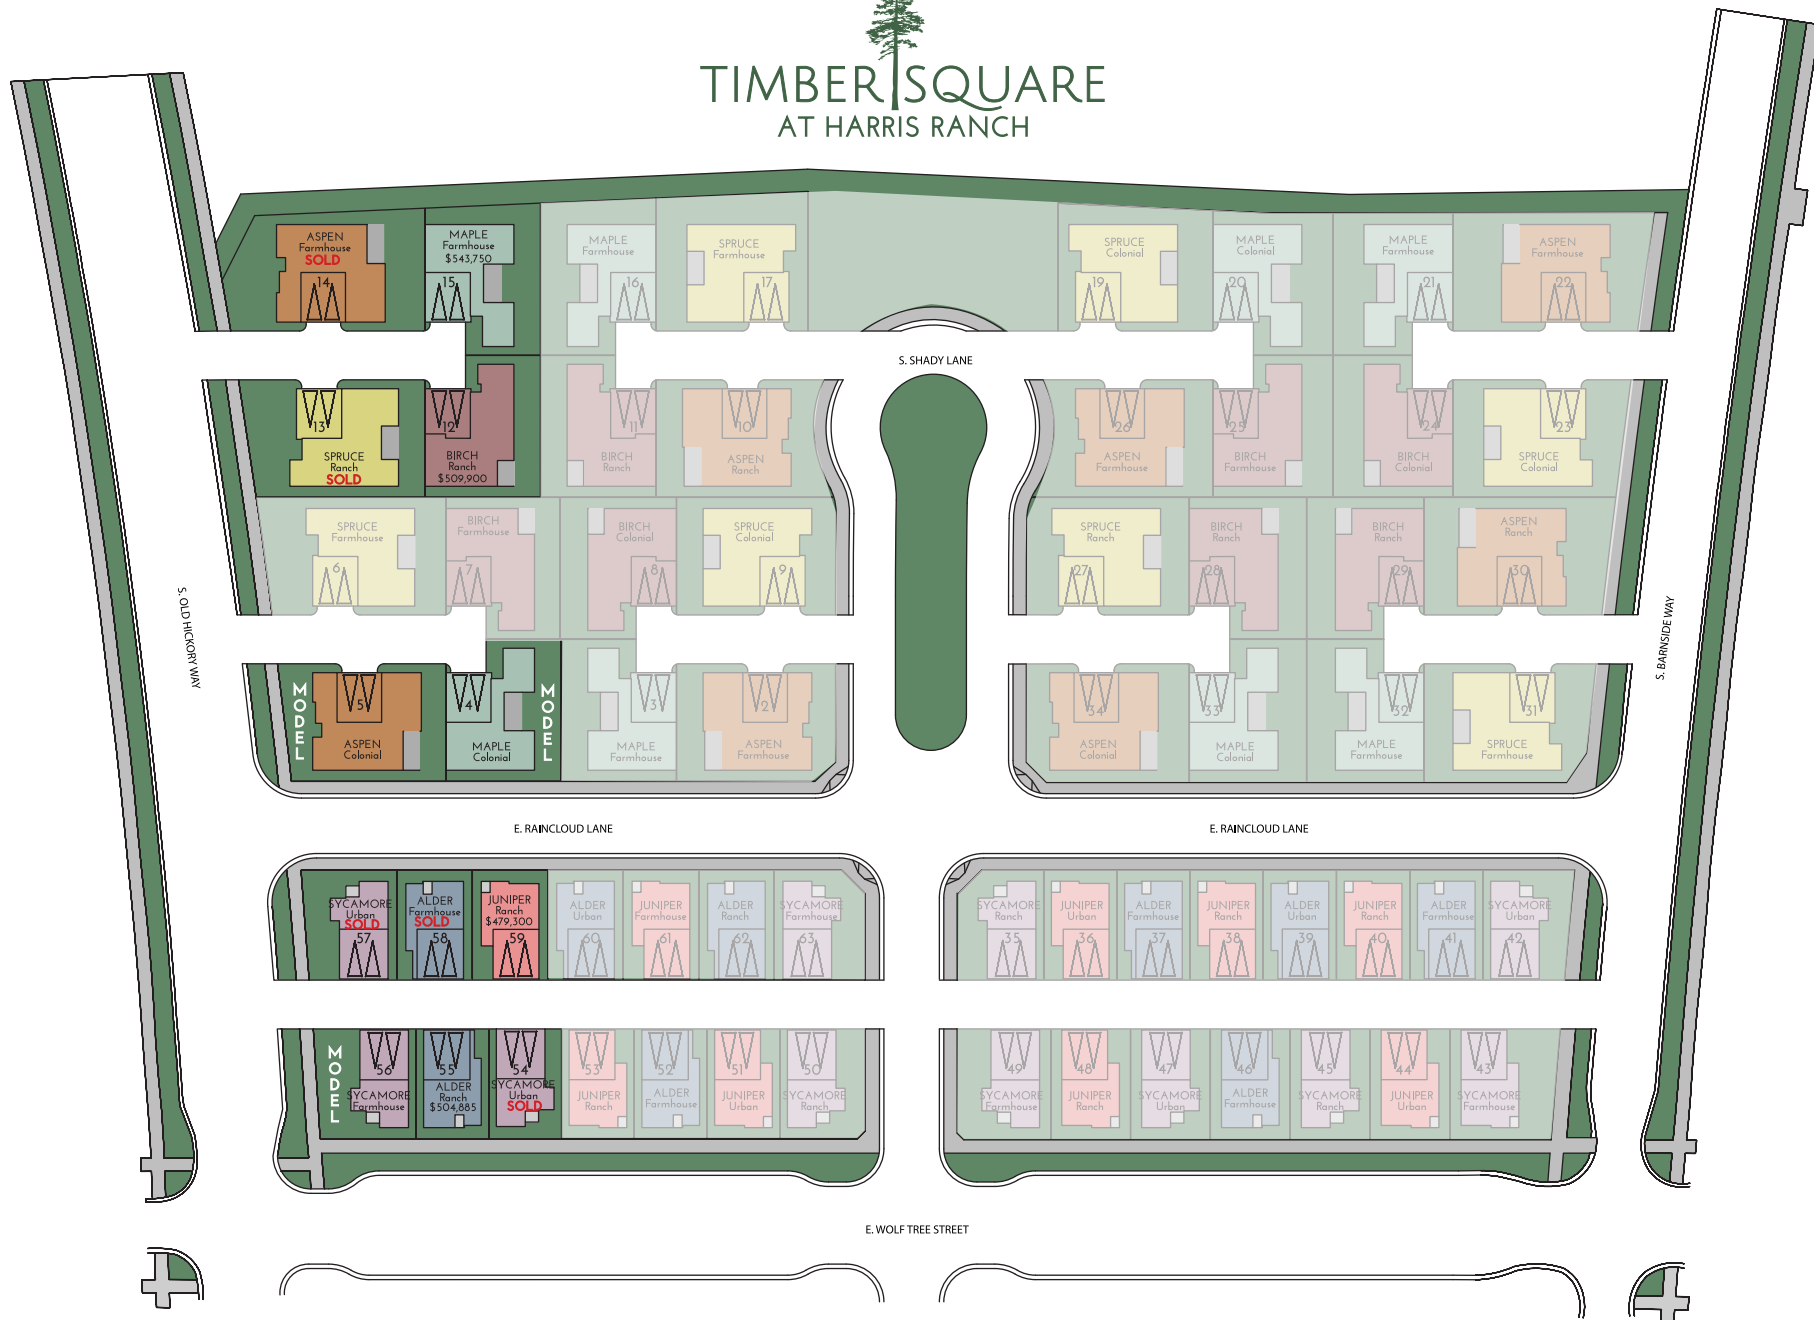 TIMBER SQUARE
AT HARRIS RANCH
ASPEN
Farmhouse
SOLD
14
MAPLE
Farmhouse
$543,750
15
MAPLE
Farmhouse
16
SPRUCE
Farmhouse
17
SPRUCE
Colonial
19
MAPLE
Colonial
20
MAPLE
Farmhouse
21
ASPEN
Farmhouse
22
S. SHADY LANE
13
SPRUCE
Ranch
SOLD
12
BIRCH
Ranch
$509,900
11
BIRCH
Ranch
10
ASPEN
Ranch
26
ASPEN
Farmhouse
25
BIRCH
Farmhouse
24
BIRCH
Colonial
23
SPRUCE
Colonial
SPRUCE
Farmhouse
6
BIRCH
Farmhouse
7
BIRCH
Colonial
8
SPRUCE
Colonial
9
SPRUCE
Ranch
27
BIRCH
Ranch
28
BIRCH
Ranch
29
ASPEN
Ranch
30
S. OLD HICKORY WAY
S. BARNSIDE WAY
MODEL
5
ASPEN
Colonial
4
MAPLE
Colonial
MODEL
3
MAPLE
Farmhouse
2
ASPEN
Farmhouse
34
ASPEN
Colonial
33
MAPLE
Colonial
32
MAPLE
Farmhouse
31
SPRUCE
Farmhouse
E. RAINCLOUD LANE
E. RAINCLOUD LANE
SYCAMORE
Urban
SOLD
57
ALDER
Farmhouse
SOLD
58
JUNIPER
Ranch
$479,300
59
ALDER
Urban
60
JUNIPER
Farmhouse
61
ALDER
Ranch
62
SYCAMORE
Farmhouse
63
SYCAMORE
Ranch
35
JUNIPER
Urban
36
ALDER
Farmhouse
37
JUNIPER
Ranch
38
ALDER
Urban
39
JUNIPER
Ranch
40
ALDER
Farmhouse
41
SYCAMORE
Urban
42
MODEL
56
SYCAMORE
Farmhouse
55
ALDER
Ranch
$504,885
54
SYCAMORE
Urban
SOLD
53
JUNIPER
Ranch
52
ALDER
Farmhouse
51
JUNIPER
Urban
50
SYCAMORE
Ranch
49
SYCAMORE
Farmhouse
48
JUNIPER
Ranch
47
SYCAMORE
Urban
46
ALDER
Farmhouse
45
SYCAMORE
Ranch
44
JUNIPER
Urban
43
SYCAMORE
Farmhouse
E. WOLF TREE STREET